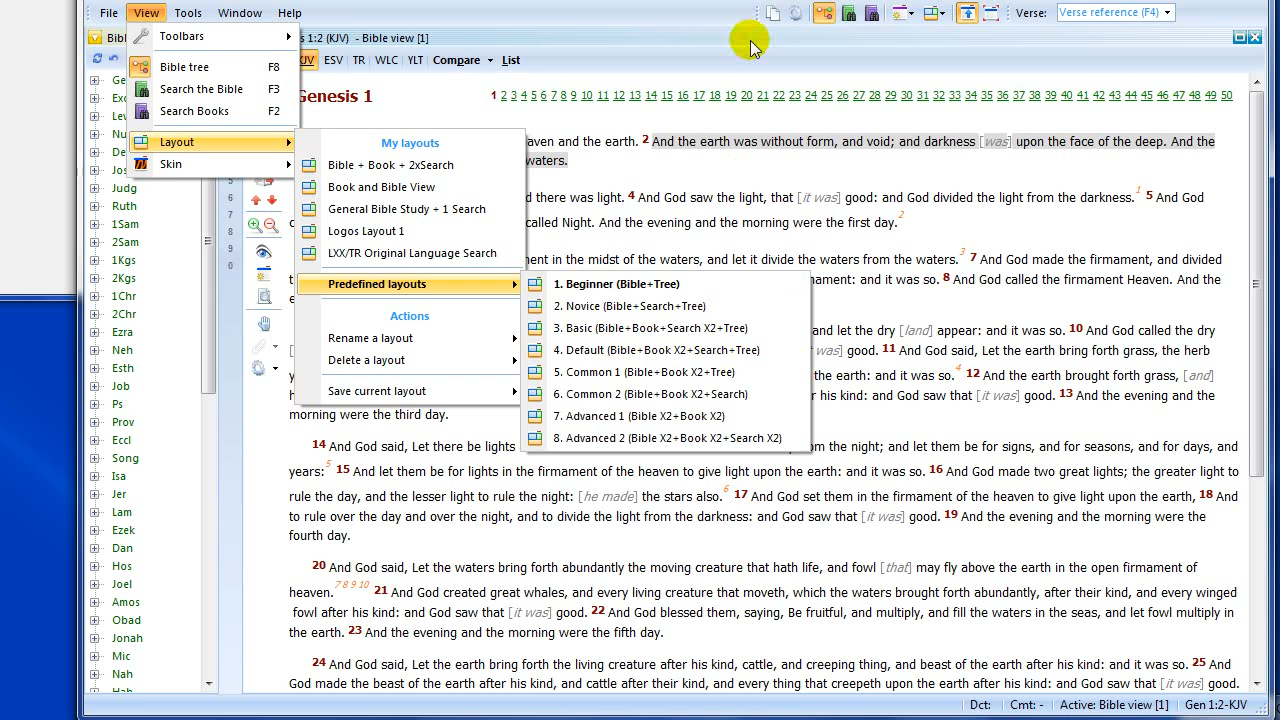 File View Tools Window Help
Verse: Verse reference (F4)
s 1:2 (KJV) - Bible view [1]
ESV TR WLC YLT Compare List
Toolbars
Bible tree F8
Search the Bible F3
Search Books F2
Layout
Skin
My layouts
Bible + Book + 2xSearch
Book and Bible View
General Bible Study + 1 Search
Logos Layout 1
LXX/TR Original Language Search
Predefined layouts
Actions
Rename a layout
Delete a layout
Save current layout
1. Beginner (Bible+Tree)
2. Novice (Bible+Search+Tree)
3. Basic (Bible+Book+Search X2+Tree)
4. Default (Bible+Book X2+Search+Tree)
5. Common 1 (Bible+Book X2+Tree)
6. Common 2 (Bible+Book X2+Search)
7. Advanced 1 (Bible X2+Book X2)
8. Advanced 2 (Bible X2+Book X2+Search X2)
Judg
Ruth
1Sam
2Sam
1Kgs
2Kgs
1Chr
2Chr
Ezra
Neh
Esth
Job
Ps
Prov
Eccl
Song
Isa
Jer
Lam
Ezek
Dan
Hos
Joel
Amos
Obad
Jonah
Mic
Nah
Hab
5
6
7
8
9
0
Genesis 1
1 2 3 4 5 6 7 8 9 10 11 12 13 14 15 16 17 18 19 20 21 22 23 24 25 26 27 28 29 30 31 32 33 34 35 36 37 38 39 40 41 42 43 44 45 46 47 48 49 50
aven and the earth. 2 And the earth was without form, and void; and darkness [was] upon the face of the deep. And the
waters.
d there was light. 4 And God saw the light, that [it was] good: and God divided the light from the darkness. 1 5 And God
called Night. And the evening and the morning were the first day. 2
ment in the midst of the waters, and let it divide the waters from the waters. 3 7 And God made the firmament, and divided
firmament: and it was so. 8 And God called the firmament Heaven. And the
and let the dry [land] appear: and it was so. 10 And God called the dry
was] good. 11 And God said, Let the earth bring forth grass, the herb
the earth: and it was so. 4 12 And the earth brought forth grass, [and]
his kind: and God saw that [it was] good. 13 And the evening and the
morning were the third day.
14 And God said, Let there be lights from the night; and let them be for signs, and for seasons, and for days, and
years: 5 15 And let them be for lights in the firmament of the heaven to give light upon the earth: and it was so. 16 And God made two great lights; the greater light to
rule the day, and the lesser light to rule the night: [he made] the stars also. 6 17 And God set them in the firmament of the heaven to give light upon the earth, 18 And
to rule over the day and over the night, and to divide the light from the darkness: and God saw that [it was] good. 19 And the evening and the morning were the
fourth day.
20 And God said, Let the waters bring forth abundantly the moving creature that hath life, and fowl [that] may fly above the earth in the open firmament of
heaven. 7 8 9 10 21 And God created great whales, and every living creature that moveth, which the waters brought forth abundantly, after their kind, and every winged
fowl after his kind: and God saw that [it was] good. 22 And God blessed them, saying, Be fruitful, and multiply, and fill the waters in the seas, and let fowl multiply in
the earth. 23 And the evening and the morning were the fifth day.
24 And God said, Let the earth bring forth the living creature after his kind, cattle, and creeping thing, and beast of the earth after his kind: and it was so. 25 And
God made the beast of the earth after his kind, and cattle after their kind, and every thing that creepeth upon the earth after his kind: and God saw that [it was] good.
Dct: Cmt: - Active: Bible view [1] Gen 1:2-KJV